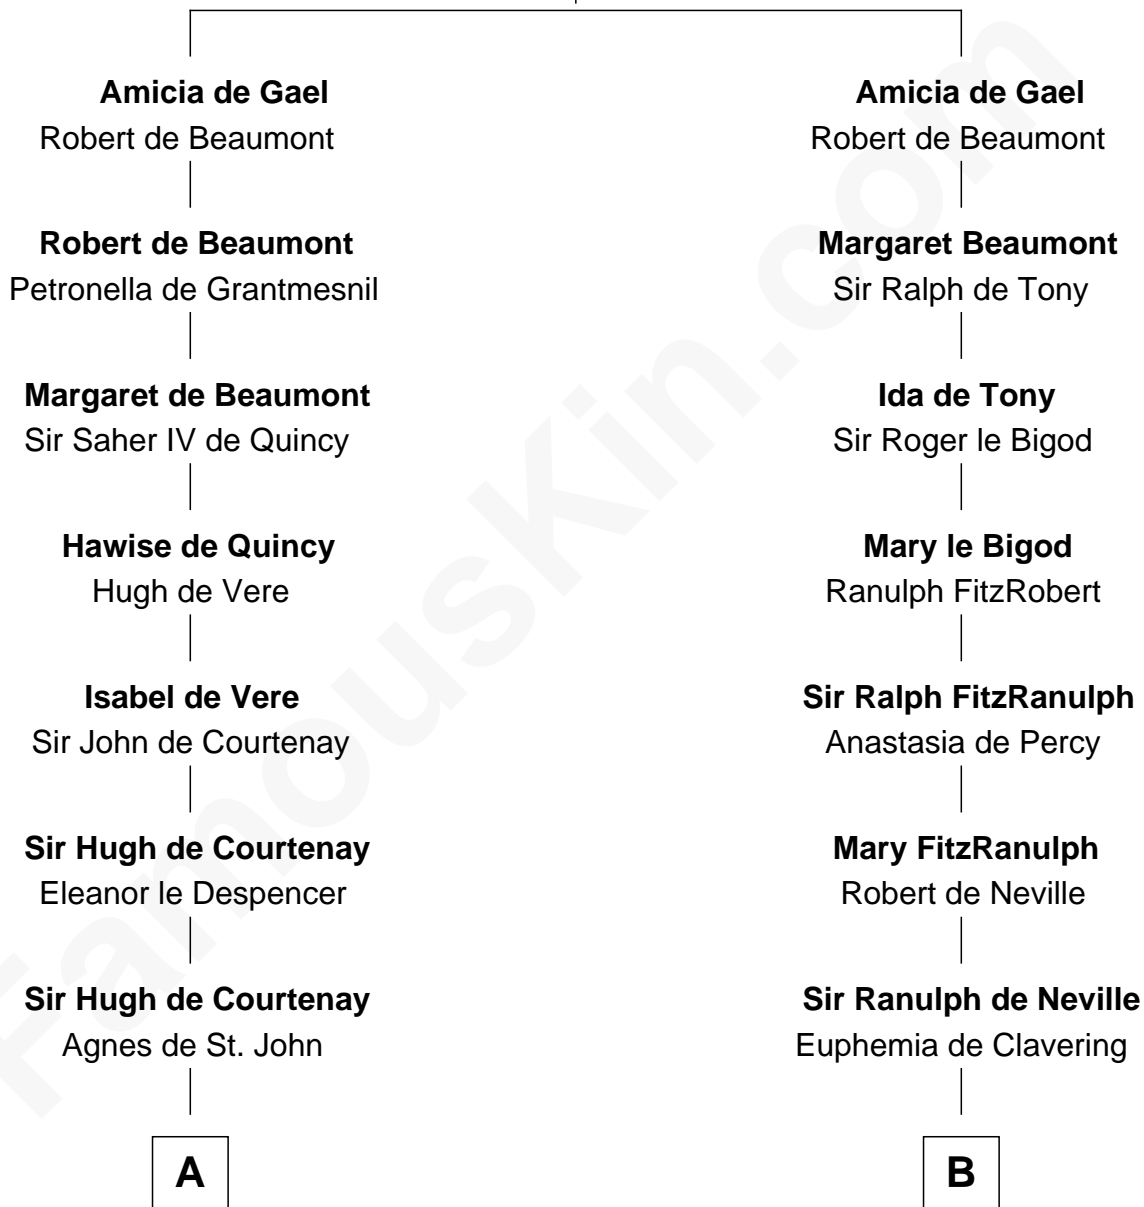 Amicia de Gael
Robert de Beaumont
Robert de Beaumont
Petronella de Grantmesnil
Margaret de Beaumont
Sir Saher IV de Quincy
Hawise de Quincy
Hugh de Vere
Isabel de Vere
Sir John de Courtenay
Sir Hugh de Courtenay
Eleanor le Despencer
Sir Hugh de Courtenay
Agnes de St. John
A
Amicia de Gael
Robert de Beaumont
Margaret Beaumont
Sir Ralph de Tony
Ida de Tony
Sir Roger le Bigod
Mary le Bigod
Ranulph FitzRobert
Sir Ralph FitzRanulph
Anastasia de Percy
Mary FitzRanulph
Robert de Neville
Sir Ranulph de Neville
Euphemia de Clavering
B
FamousKin.com